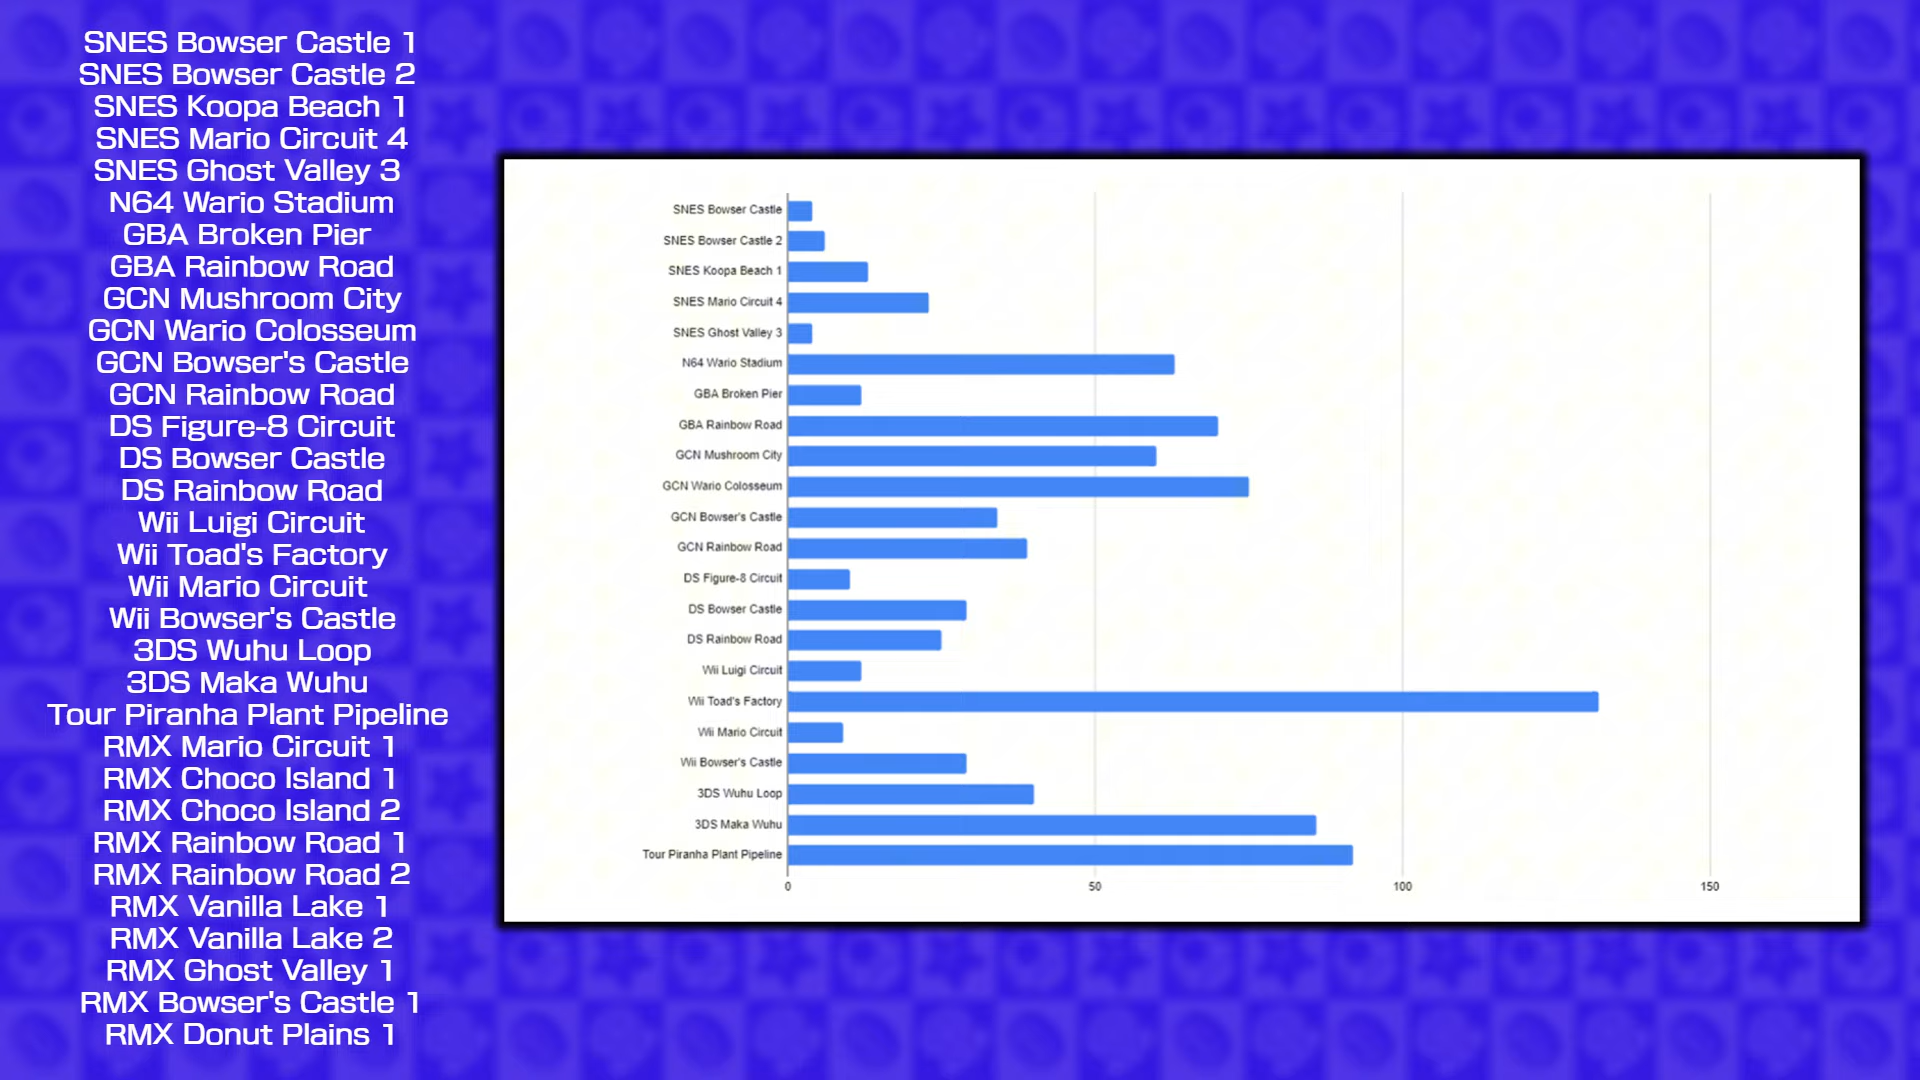 SNES Bowser Castle 1
SNES Bowser Castle 2
SNES Koopa Beach 1
SNES Mario Circuit 4
SNES Ghost Valley 3
N64 Wario Stadium
GBA Broken Pier
GBA Rainbow Road
GCN Mushroom City
GCN Wario Colosseum
GCN Bowser's Castle
GCN Rainbow Road
DS Figure-8 Circuit
DS Bowser Castle
DS Rainbow Road
Wii Luigi Circuit
Wii Toad's Factory
Wii Mario Circuit
Wii Bowser's Castle
3DS Wuhu Loop
3DS Maka Wuhu
Tour Piranha Plant Pipeline
RMX Mario Circuit 1
RMX Choco Island 1
RMX Choco Island 2
RMX Rainbow Road 1
RMX Rainbow Road 2
RMX Vanilla Lake 1
RMX Vanilla Lake 2
RMX Ghost Valley 1
RMX Bowser's Castle 1
RMX Donut Plains 1
SNES Bowser Castle
SNES Bowser Castle 2
SNES Koopa Beach 1
SNES Mario Circuit 4
SNES Ghost Valley 3
N64 Wario Stadium
GBA Broken Pier
GBA Rainbow Road
GCN Mushroom City
GCN Wario Colosseum
GCN Bowser's Castle
GCN Rainbow Road
DS Figure-8 Circuit
DS Bowser Castle
DS Rainbow Road
Wii Luigi Circuit
Wii Toad's Factory
Wii Mario Circuit
Wii Bowser's Castle
3DS Wuhu Loop
3DS Maka Wuhu
Tour Piranha Plant Pipeline
0 50 100 150